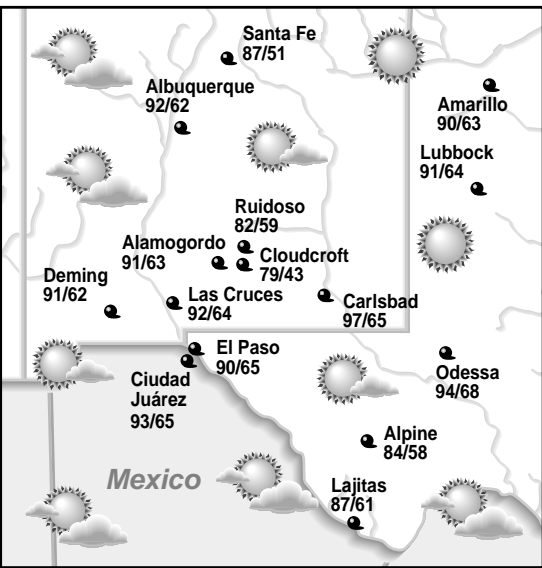 Santa Fe
87/51
Albuquerque
92/62
Amarillo
90/63
Lubbock
91/64
Ruidoso
82/59
Alamogordo
91/63
Cloudcroft
79/43
Deming
91/62
Las Cruces
92/64
Carlsbad
97/65
El Paso
90/65
Ciudad
Juárez
93/65
Odessa
94/68
Alpine
84/58
Mexico
Lajitas
87/61